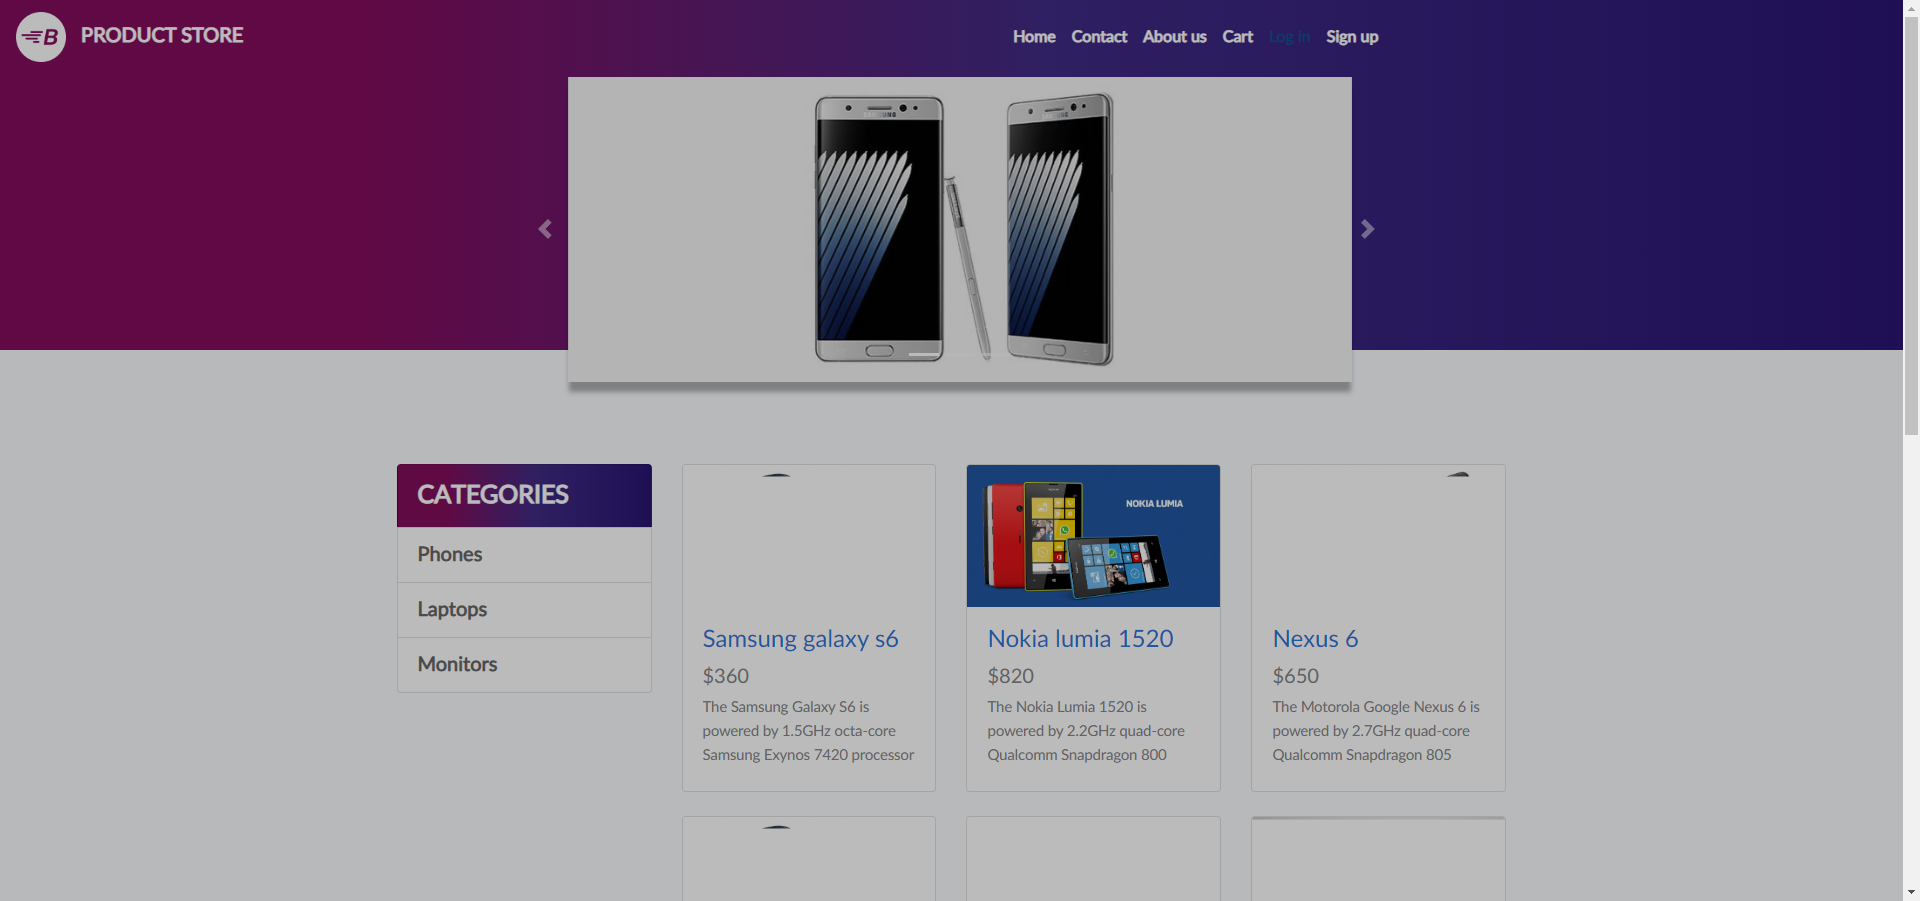 B PRODUCT STORE
Home Contact About us Cart Log in Sign up
SAMSUNG
SAMSUNG
CATEGORIES
Phones
Laptops
Monitors
Samsung galaxy s6
$360
The Samsung Galaxy S6 is
powered by 1.5GHz octa-core
Samsung Exynos 7420 processor
NOKIA LUMIA
Nokia lumia 1520
$820
The Nokia Lumia 1520 is
powered by 2.2GHz quad-core
Qualcomm Snapdragon 800
Nexus 6
$650
The Motorola Google Nexus 6 is
powered by 2.7GHz quad-core
Qualcomm Snapdragon 805